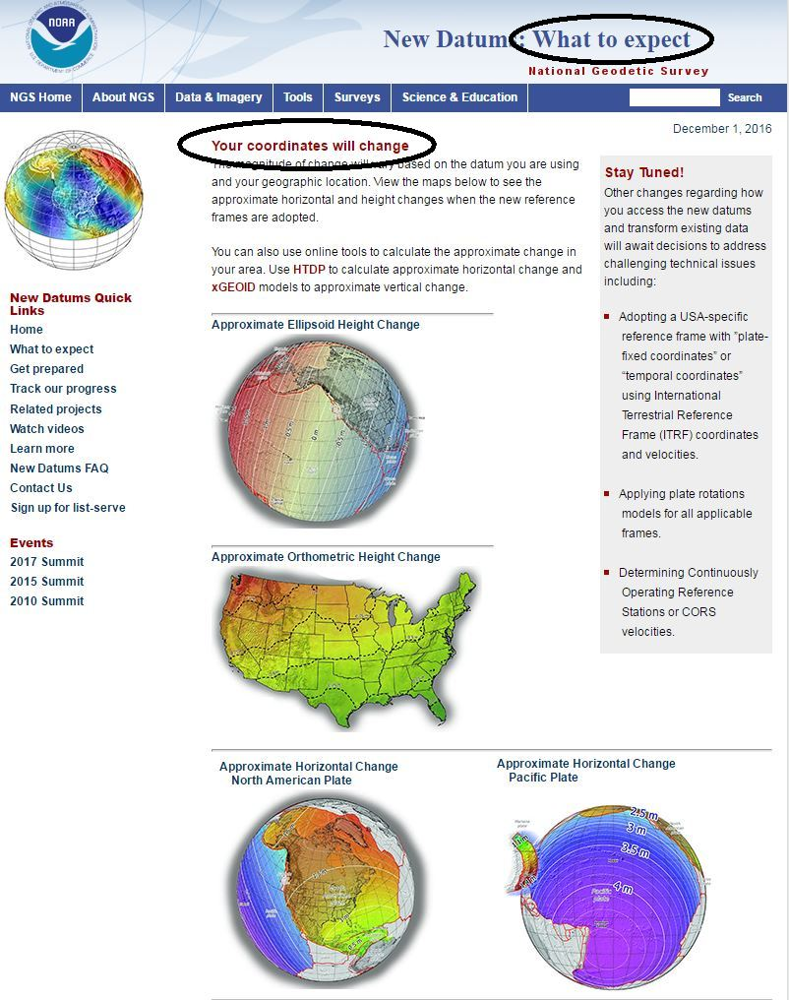 NOAA
New Datums: What to expect
National Geodetic Survey
NGS Home About NGS Data & Imagery Tools Surveys Science & Education Search
December 1, 2016
Your coordinates will change
The magnitude of change will vary based on the datum you are using
and your geographic location. View the maps below to see the
approximate horizontal and height changes when the new reference
frames are adopted.
You can also use online tools to calculate the approximate change in
your area. Use HTDP to calculate approximate horizontal change and
xGEOID models to approximate vertical change.
Stay Tuned!
Other changes regarding how
you access the new datums
and transform existing data
will await decisions to address
challenging technical issues
including:
Adopting a USA-specific
reference frame with "plate-
fixed coordinates" or
"temporal coordinates"
using International
Terrestrial Reference
Frame (ITRF) coordinates
and velocities.
Applying plate rotations
models for all applicable
frames.
Determining Continuously
Operating Reference
Stations or CORS
velocities.
New Datums Quick
Links
Home
What to expect
Get prepared
Track our progress
Related projects
Watch videos
Learn more
New Datums FAQ
Contact Us
Sign up for list-serve
Events
2017 Summit
2015 Summit
2010 Summit
Approximate Ellipsoid Height Change
Approximate Orthometric Height Change
Approximate Horizontal Change
North American Plate
Approximate Horizontal Change
Pacific Plate
2.5 m
3 m
3.5 m
4 m
Pacific
plate